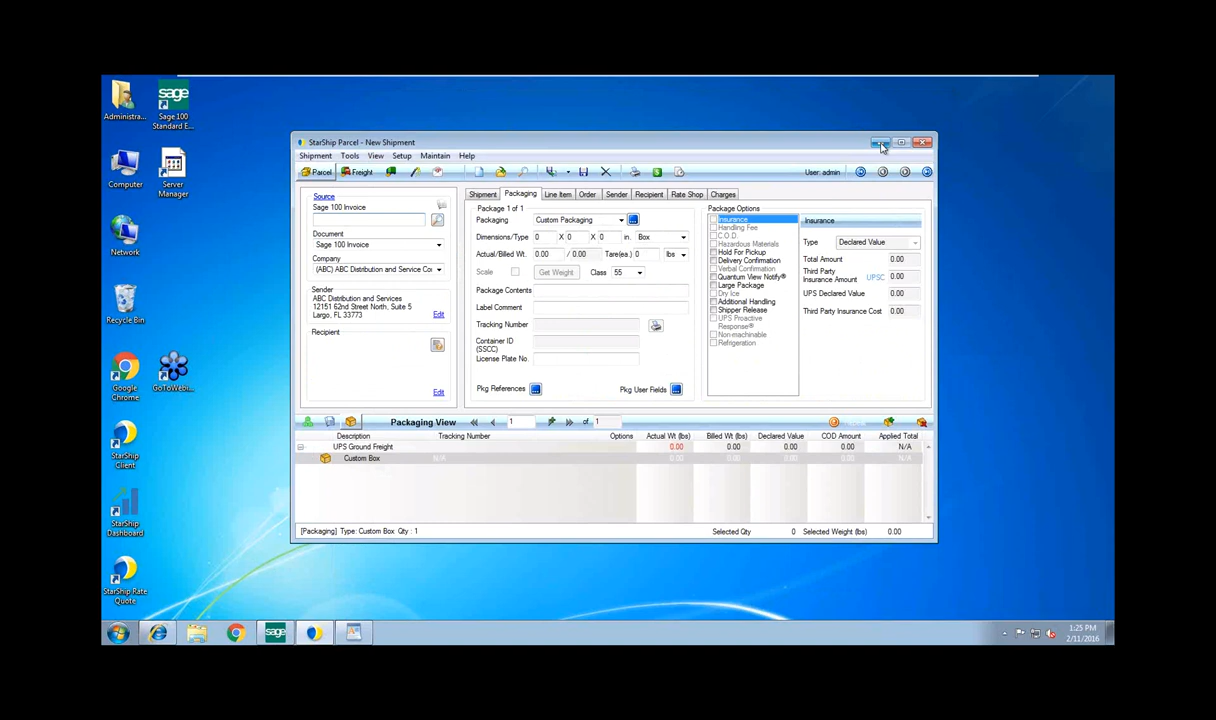 Administra...
Sage 100
Standard E...
Computer
Server
Manager
Network
Recycle Bin
Google
Chrome
GoToWebi...
StarShip
Client
StarShip
Dashboard
StarShip Rate
Quote
StarShip Parcel - New Shipment
Shipment Tools View Setup Maintain Help
Parcel Freight User: admin
Source
Sage 100 Invoice
Document
Sage 100 Invoice
Company
(ABC) ABC Distribution and Service Co
Sender
ABC Distribution and Services
12151 62nd Street North, Suite 5
Largo, FL 33773
Edit
Recipient
Edit
Shipment Packaging Line Item Order Sender Recipient Rate Shop Charges
Package 1 of 1
Packaging Custom Packaging
Dimensions/Type 0 X 0 X 0 in. Box
Actual/Billed Wt. 0.00 / 0.00 Tare(ea.) 0 lbs
Scale Get Weight Class 55
Package Contents
Label Comment
Tracking Number
Container ID
(SSCC)
License Plate No.
Pkg References Pkg User Fields
Package Options
Insurance
Handling Fee
C.O.D.
Hazardous Materials
Hold For Pickup
Delivery Confirmation
Verbal Confirmation
Quantum View Notify®
Large Package
Dry Ice
Additional Handling
Shipper Release
UPS Proactive
Response®
Non-machinable
Refrigeration
Insurance
Type Declared Value
Total Amount 0.00
Third Party
Insurance Amount UPSC 0.00
UPS Declared Value 0.00
Third Party Insurance Cost 0.00
Packaging View 1 of 1
Description Tracking Number Options Actual Wt (lbs) Billed Wt (lbs) Declared Value COD Amount Applied Total
UPS Ground Freight 0.00 0.00 0.00 0.00 N/A
Custom Box N/A 0.00 0.00 0.00 0.00 N/A
[Packaging] Type: Custom Box Qty : 1 Selected Qty 0 Selected Weight (lbs) 0.00
sage
1:25 PM
2/11/2016